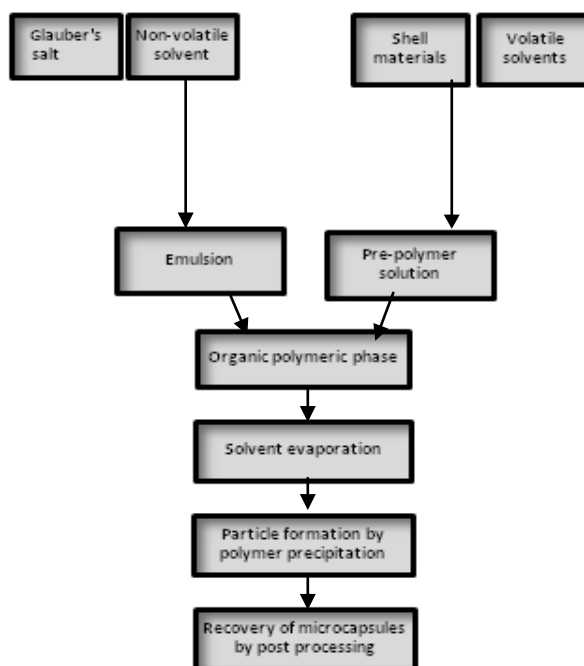 Glauber's
salt
Non-volatile
solvent
Shell
materials
Volatile
solvents
Emulsion
Pre-polymer
solution
Organic polymeric phase
Solvent evaporation
Particle formation by
polymer precipitation
Recovery of microcapsules
by post processing